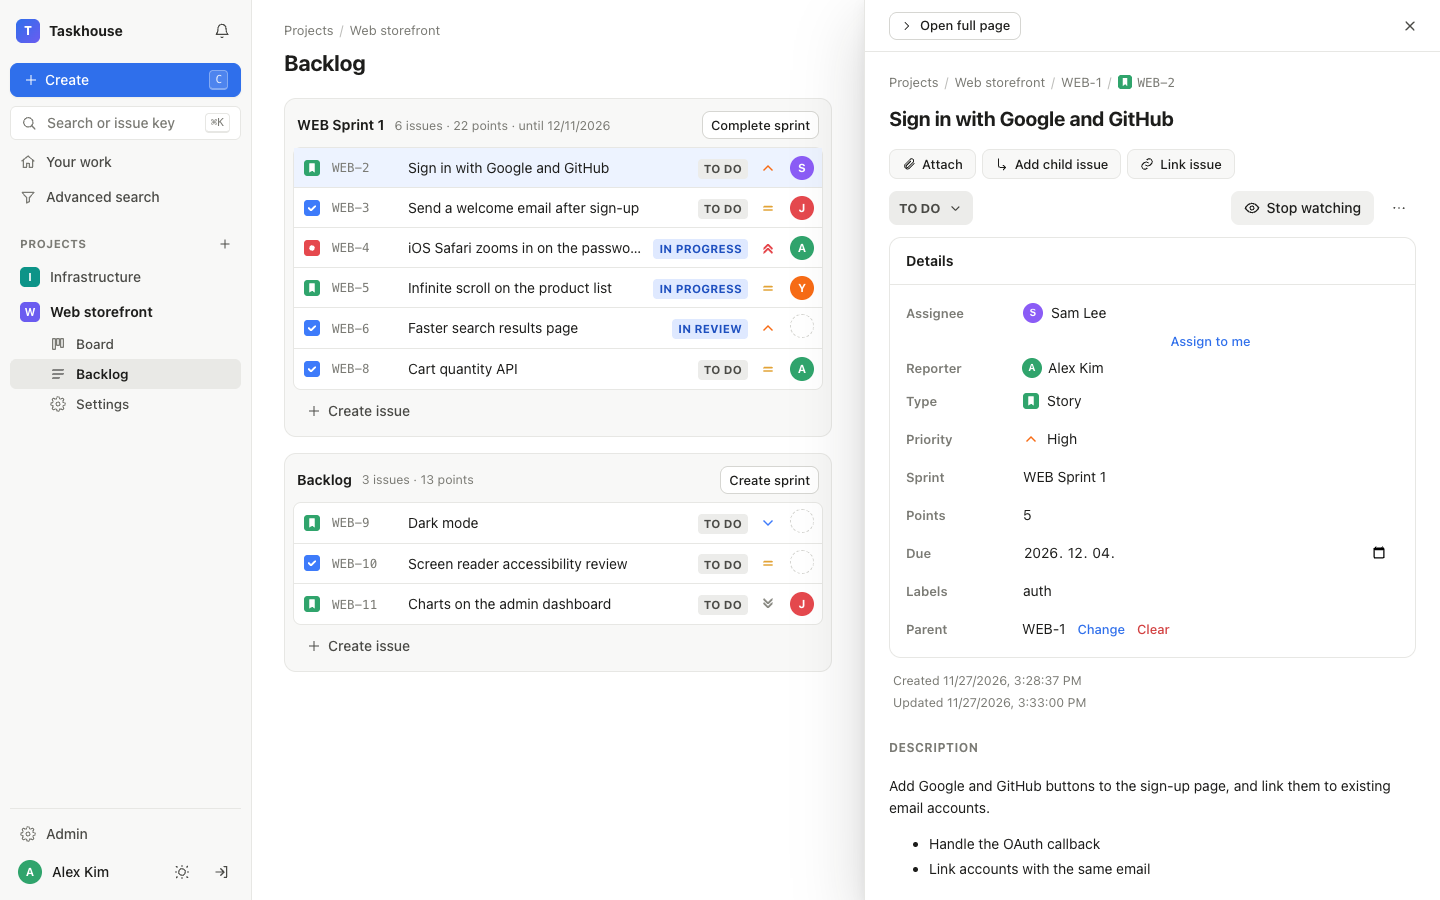 T Taskhouse
Create C
Search or issue key ⌘K
Your work
Advanced search
PROJECTS
I Infrastructure
W Web storefront
Board
Backlog
Settings
Admin
A Alex Kim
Projects / Web storefront
Backlog
WEB Sprint 1 6 issues · 22 points · until 12/11/2026 Complete sprint
WEB-2 Sign in with Google and GitHub TO DO S
WEB-3 Send a welcome email after sign-up TO DO J
WEB-4 iOS Safari zooms in on the passwo... IN PROGRESS A
WEB-5 Infinite scroll on the product list IN PROGRESS Y
WEB-6 Faster search results page IN REVIEW
WEB-8 Cart quantity API TO DO A
Create issue
Backlog 3 issues · 13 points Create sprint
WEB-9 Dark mode TO DO
WEB-10 Screen reader accessibility review TO DO
WEB-11 Charts on the admin dashboard TO DO J
Create issue
Open full page
Projects / Web storefront / WEB-1 / WEB-2
Sign in with Google and GitHub
Attach Add child issue Link issue
TO DO Stop watching
Details
Assignee S Sam Lee
Assign to me
Reporter A Alex Kim
Type Story
Priority High
Sprint WEB Sprint 1
Points 5
Due 2026. 12. 04.
Labels auth
Parent WEB-1 Change Clear
Created 11/27/2026, 3:28:37 PM
Updated 11/27/2026, 3:33:00 PM
DESCRIPTION
Add Google and GitHub buttons to the sign-up page, and link them to existing
email accounts.
• Handle the OAuth callback
• Link accounts with the same email